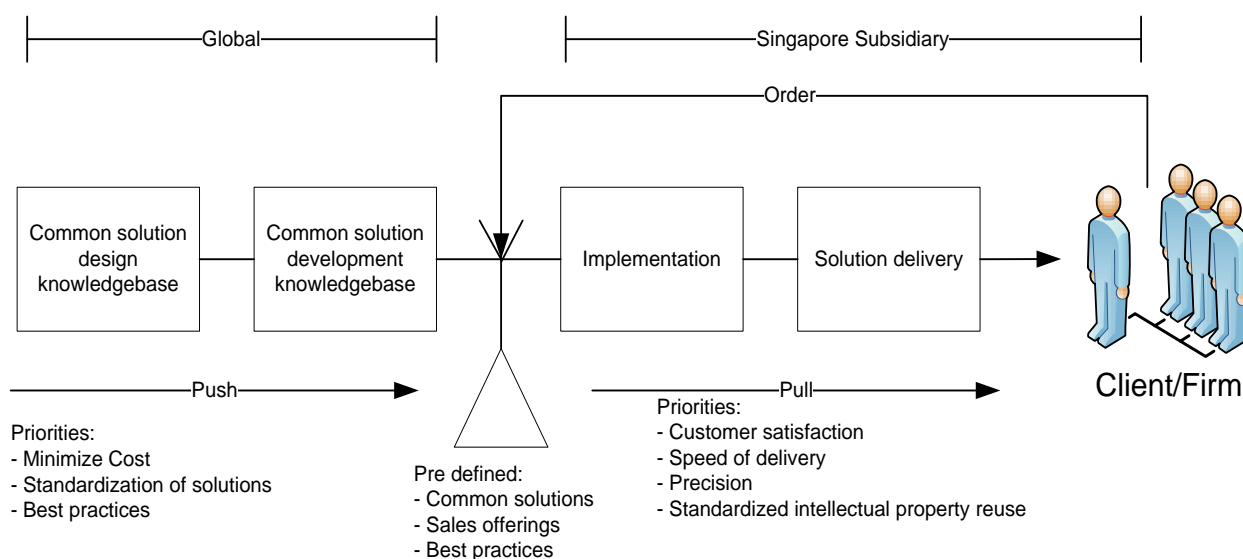 Global
Singapore Subsidiary
Order
Common solution
design
knowledgebase
Common solution
development
knowledgebase
Implementation
Solution delivery
Client/Firm
Push
Pull
Priorities:
- Minimize Cost
- Standardization of solutions
- Best practices
Pre defined:
- Common solutions
- Sales offerings
- Best practices
Priorities:
- Customer satisfaction
- Speed of delivery
- Precision
- Standardized intellectual property reuse